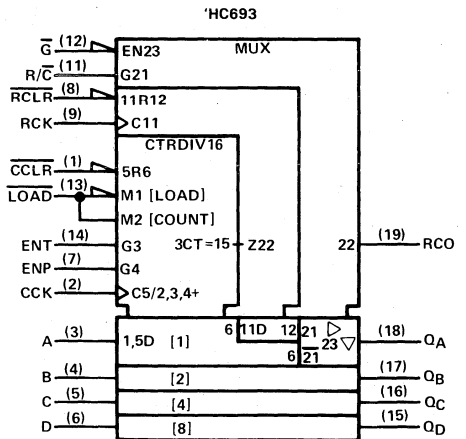 'HC693
MUX
G̅ (12) EN23
R/C̅ (11) G21
R̅C̅L̅R̅ (8) 11R12
RCK (9) C11
CTRDIV16
C̅C̅L̅R̅ (1) 5R6
L̅O̅A̅D̅ (13) M1 [LOAD]
M2 [COUNT]
ENT (14) G3 3CT=15 Z22 22 (19) RCO
ENP (7) G4
CCK (2) C5/2,3,4+
A (3) 1,5D [1] 6 11D 12 21 23 (18) QA
6 2̅1̅
B (4) [2] (17) QB
C (5) [4] (16) QC
D (6) [8] (15) QD